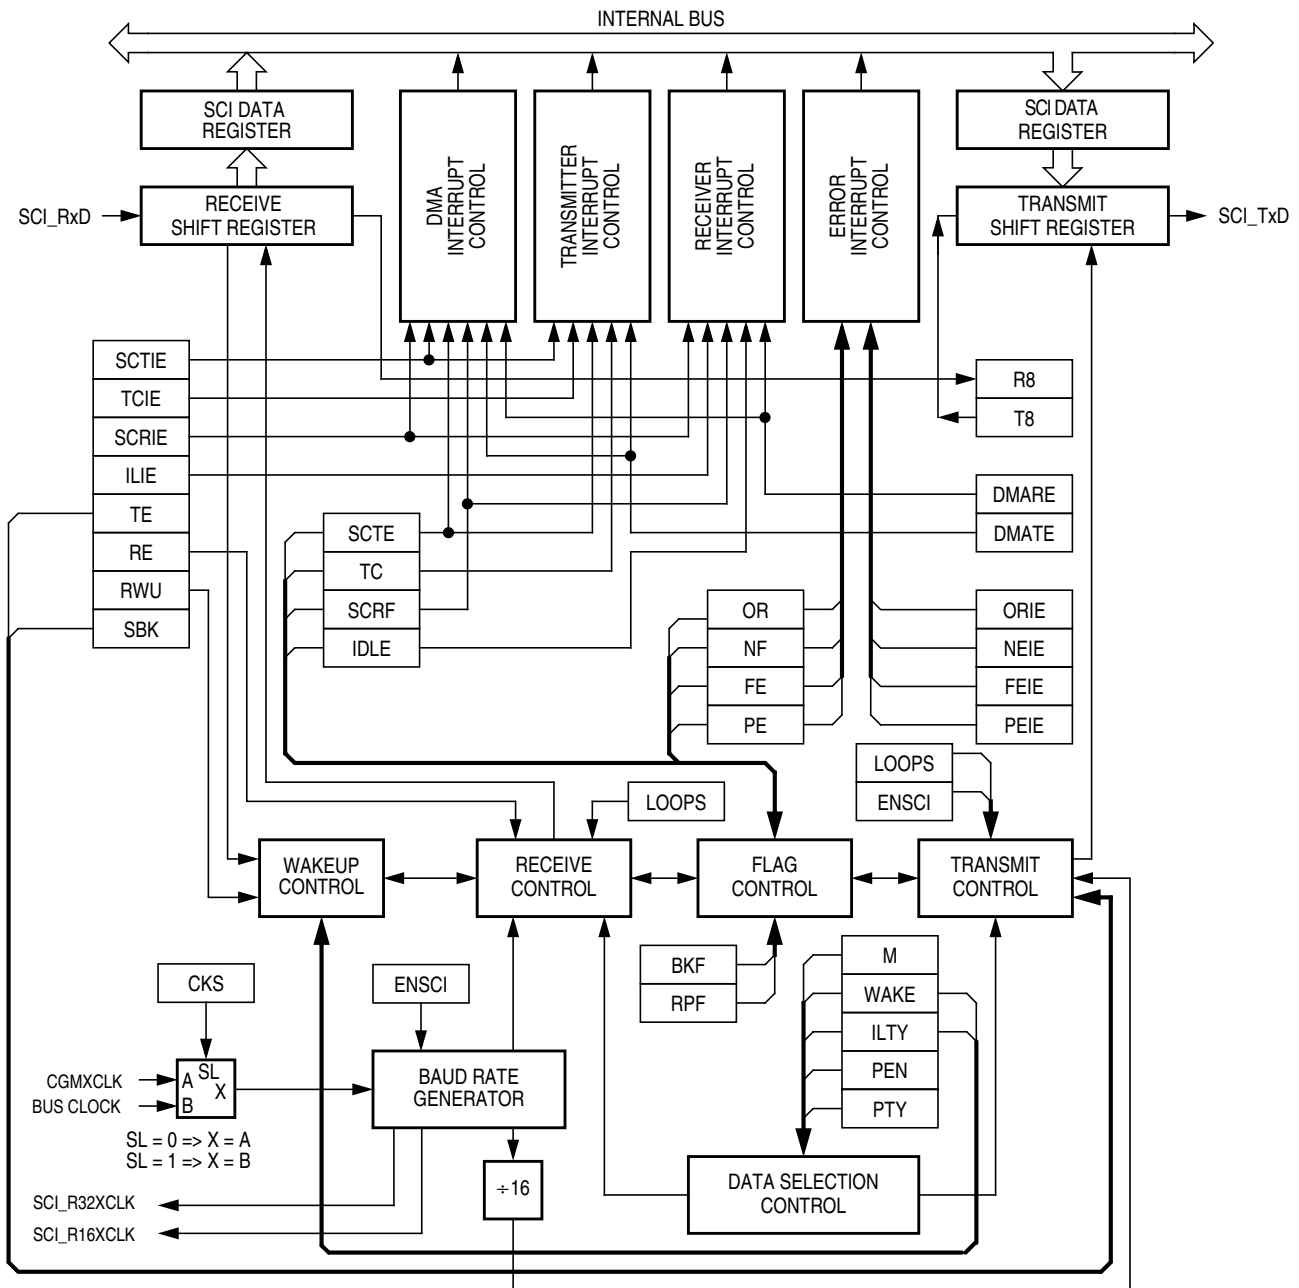 INTERNAL BUS
SCI DATA
REGISTER
SCI DATA
REGISTER
DMA
INTERRUPT
CONTROL
TRANSMITTER
INTERRUPT
CONTROL
RECEIVER
INTERRUPT
CONTROL
ERROR
INTERRUPT
CONTROL
SCI_RxD
RECEIVE
SHIFT REGISTER
TRANSMIT
SHIFT REGISTER
SCI_TxD
SCTIE
TCIE
SCRIE
ILIE
TE
RE
RWU
SBK
R8
T8
DMARE
DMATE
SCTE
TC
SCRF
IDLE
OR
NF
FE
PE
ORIE
NEIE
FEIE
PEIE
LOOPS
ENSCI
LOOPS
WAKEUP
CONTROL
RECEIVE
CONTROL
FLAG
CONTROL
TRANSMIT
CONTROL
BKF
RPF
M
WAKE
ILTY
PEN
PTY
CKS
ENSCI
CGMXCLK
BUS CLOCK
A
B
SL
X
SL = 0 => X = A
SL = 1 => X = B
BAUD RATE
GENERATOR
÷16
DATA SELECTION
CONTROL
SCI_R32XCLK
SCI_R16XCLK